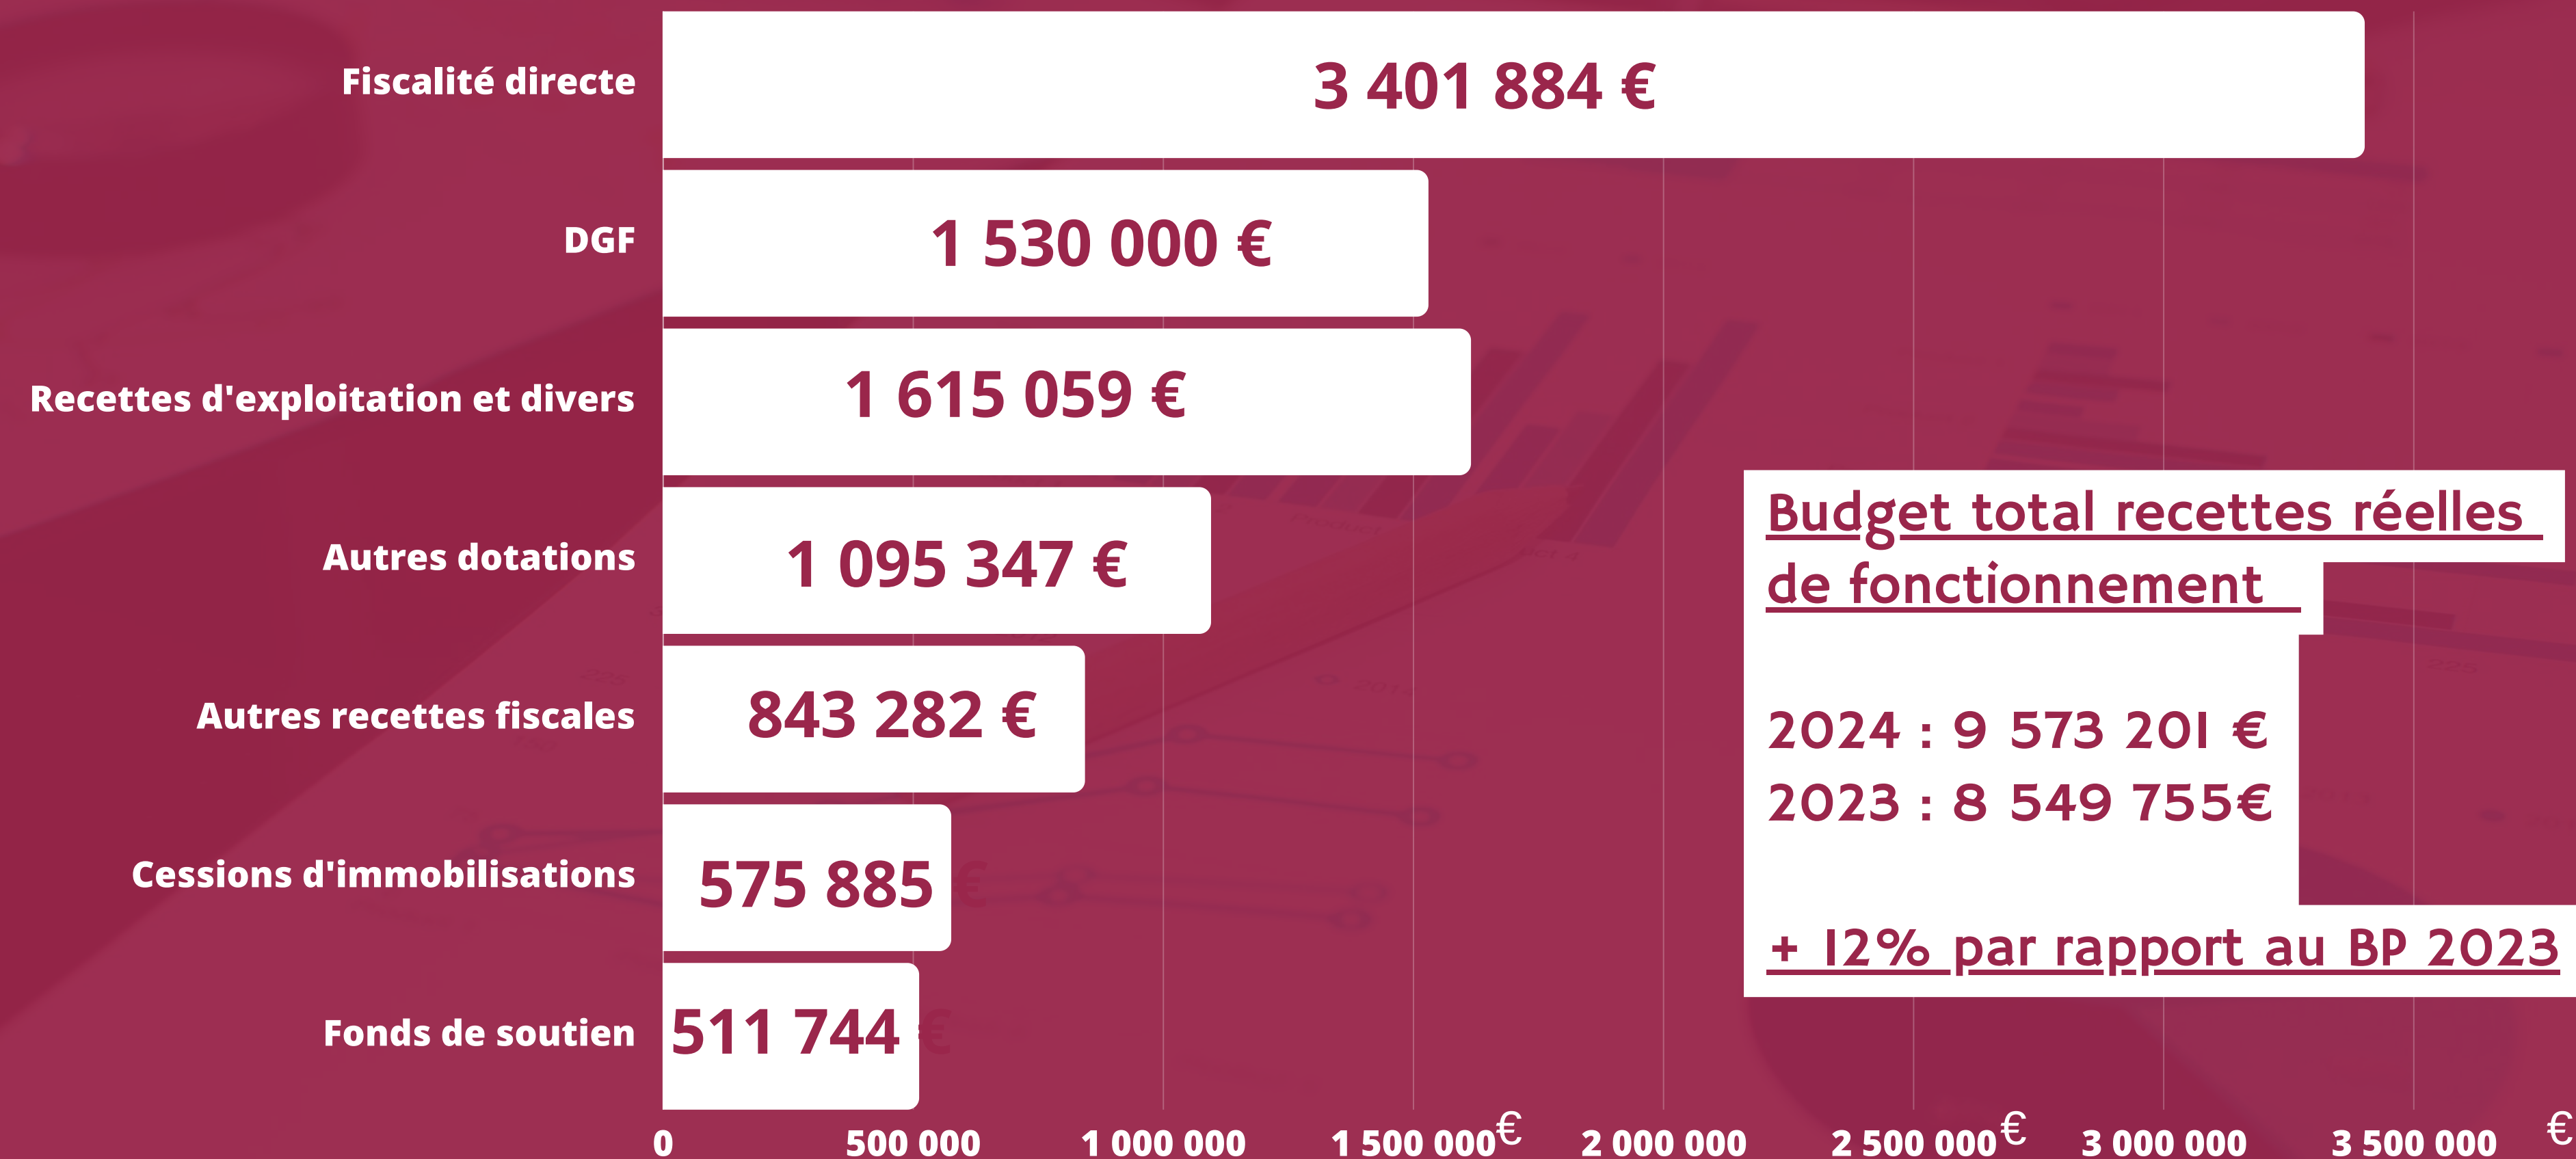 Fiscalité directe
3 401 884 €
DGF
1 530 000 €
Recettes d'exploitation et divers
1 615 059 €
Autres dotations
1 095 347 €
Autres recettes fiscales
843 282 €
Cessions d'immobilisations
575 885 €
Fonds de soutien
511 744 €
0 500 000 1 000 000 1 500 000 € 2 000 000 2 500 000 € 3 000 000 3 500 000 €
Budget total recettes réelles
de fonctionnement
2024 : 9 573 201 €
2023 : 8 549 755€
+ 12% par rapport au BP 2023